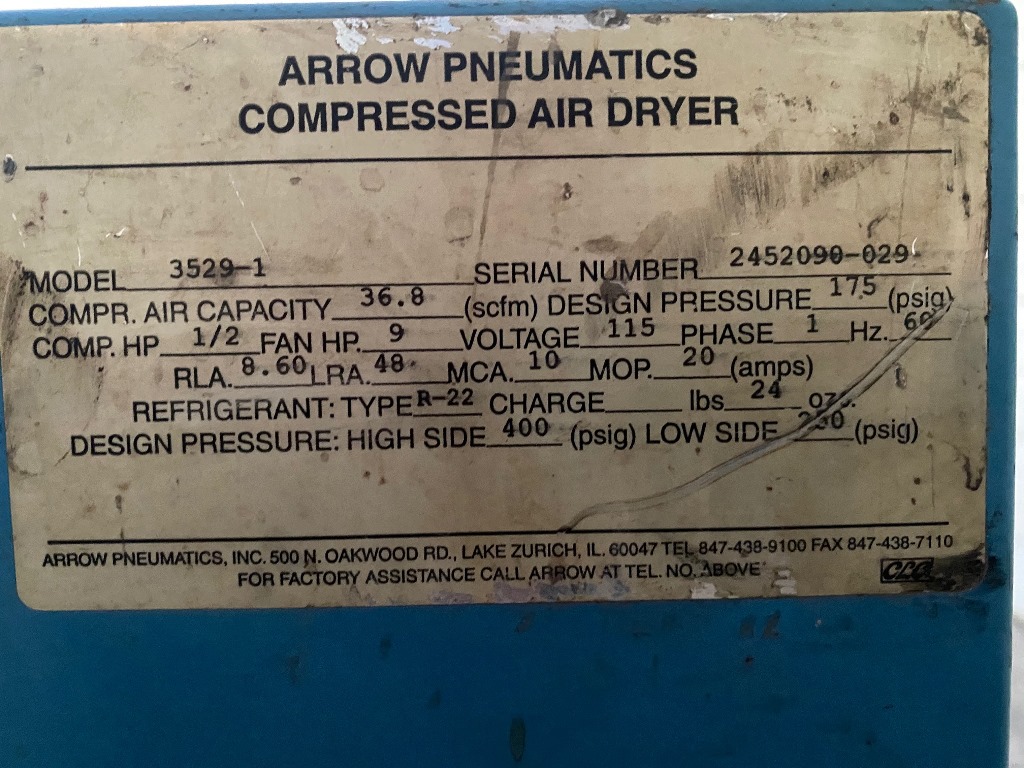 ARROW PNEUMATICS
COMPRESSED AIR DRYER
MODEL 3529-1 SERIAL NUMBER 2452090-029
COMPR. AIR CAPACITY 36.8 (scfm) DESIGN PRESSURE 175 (psig)
COMP. HP 1/2 FAN HP. 9 VOLTAGE 115 PHASE 1 Hz. 60
RLA. 8.60 LRA. 48 MCA. 10 MOP. 20 (amps)
REFRIGERANT: TYPE R-22 CHARGE lbs 24 oz.
DESIGN PRESSURE: HIGH SIDE 400 (psig) LOW SIDE (psig)
ARROW PNEUMATICS, INC. 500 N. OAKWOOD RD., LAKE ZURICH, IL. 60047 TEL 847-438-9100 FAX 847-438-7110
FOR FACTORY ASSISTANCE CALL ARROW AT TEL. NO. ABOVE